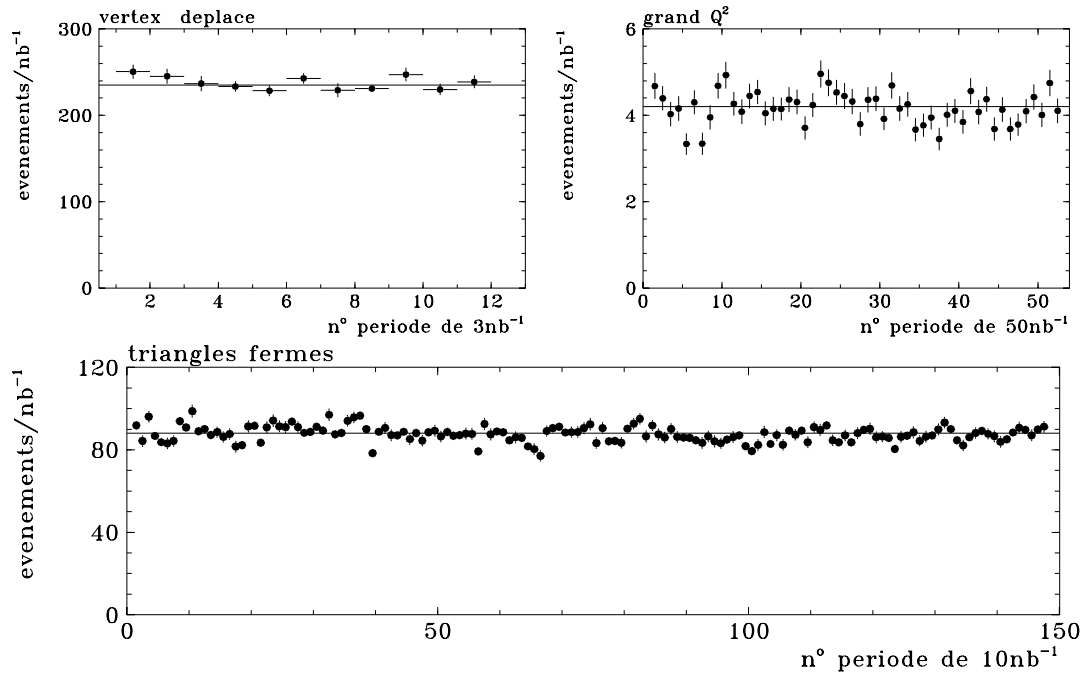 vertex deplace
evenements/nb⁻¹
300
200
100
0
2 4 6 8 10 12
n° periode de 3nb⁻¹
grand Q²
evenements/nb⁻¹
6
4
2
0
0 10 20 30 40 50
n° periode de 50nb⁻¹
triangles fermes
evenements/nb⁻¹
120
80
40
0
0 50 100 150
n° periode de 10nb⁻¹